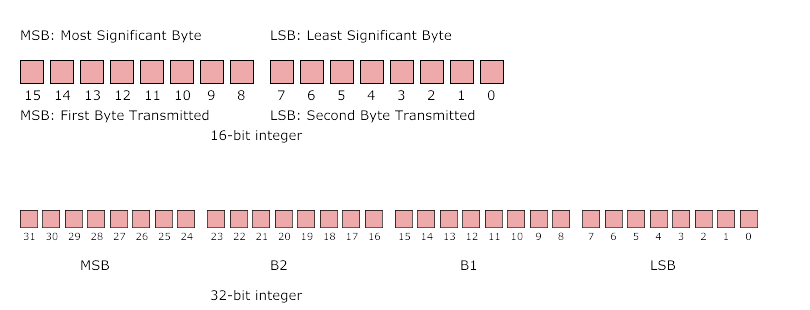 MSB: Most Significant Byte LSB: Least Significant Byte
15 14 13 12 11 10 9 8 7 6 5 4 3 2 1 0
MSB: First Byte Transmitted LSB: Second Byte Transmitted
16-bit integer
31 30 29 28 27 26 25 24 23 22 21 20 19 18 17 16 15 14 13 12 11 10 9 8 7 6 5 4 3 2 1 0
MSB B2 B1 LSB
32-bit integer